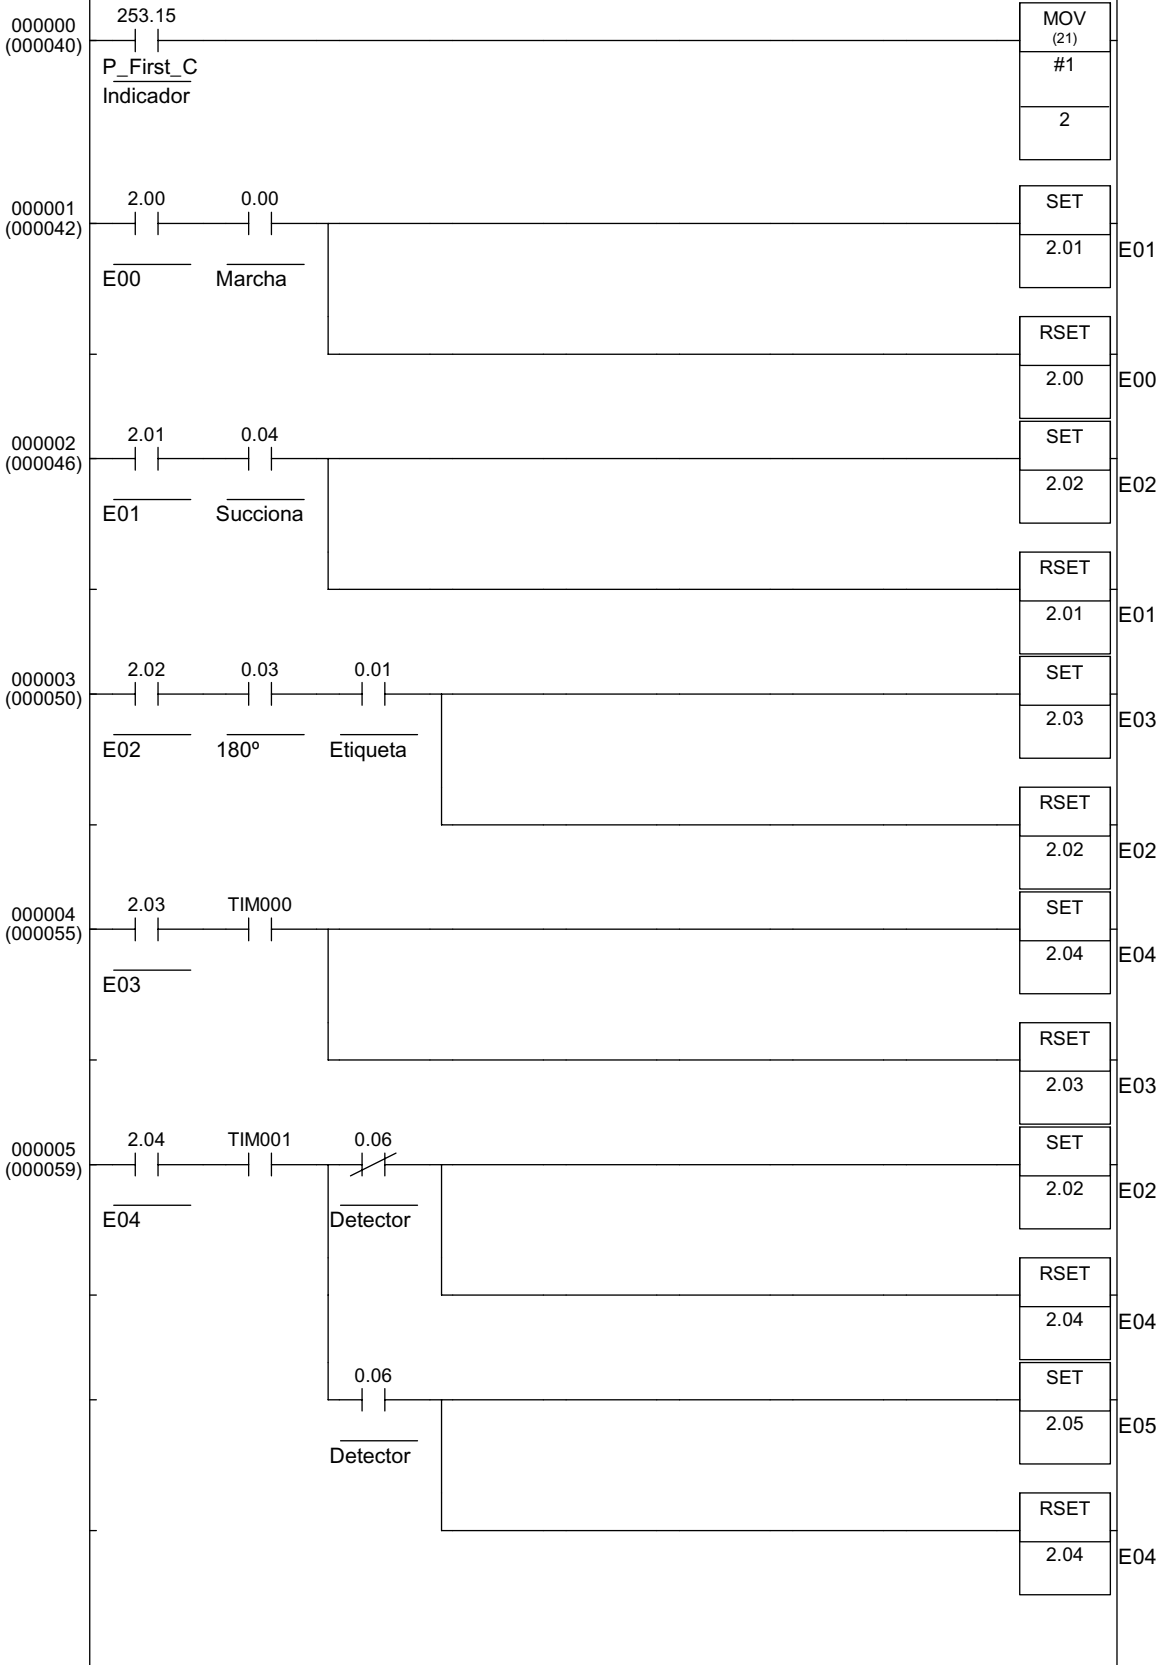 253.15
000000
(000040)
MOV
(21)
#1
2
P_First_C
Indicador
2.00 0.00
000001
(000042)
SET
2.01 E01
E00 Marcha
RSET
2.00 E00
2.01 0.04
000002
(000046)
SET
2.02 E02
E01 Succiona
RSET
2.01 E01
2.02 0.03 0.01
000003
(000050)
SET
2.03 E03
E02 180º Etiqueta
RSET
2.02 E02
2.03 TIM000
000004
(000055)
SET
2.04 E04
E03
RSET
2.03 E03
2.04 TIM001 0.06
000005
(000059)
SET
2.02 E02
E04 Detector
RSET
2.04 E04
0.06
SET
2.05 E05
Detector
RSET
2.04 E04